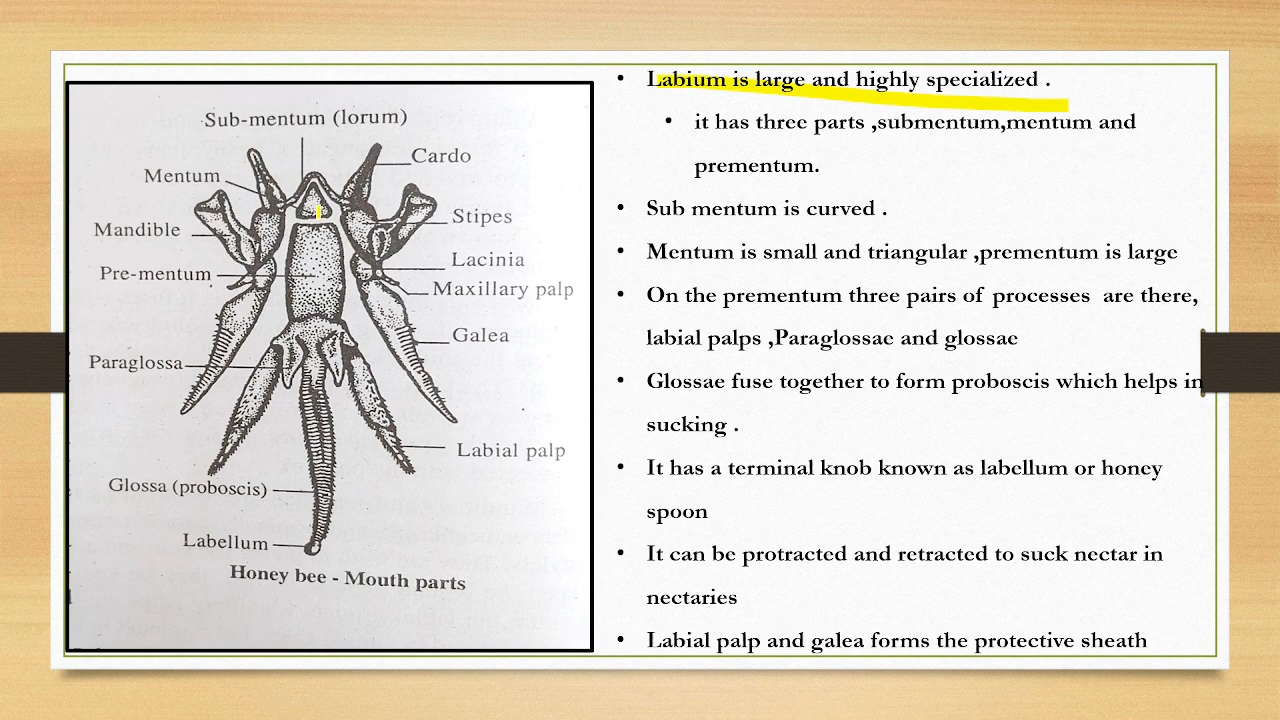 Sub-mentum (lorum)
Cardo
Mentum
Stipes
Mandible
Lacinia
Pre-mentum
Maxillary palp
Galea
Paraglossa
Labial palp
Glossa (proboscis)
Labellum
Honey bee - Mouth parts
• Labium is large and highly specialized .
• it has three parts ,submentum,mentum and
prementum.
• Sub mentum is curved .
• Mentum is small and triangular ,prementum is large
• On the prementum three pairs of processes are there,
labial palps ,Paraglossae and glossae
• Glossae fuse together to form proboscis which helps in
sucking .
• It has a terminal knob known as labellum or honey
spoon
• It can be protracted and retracted to suck nectar in
nectaries
• Labial palp and galea forms the protective sheath